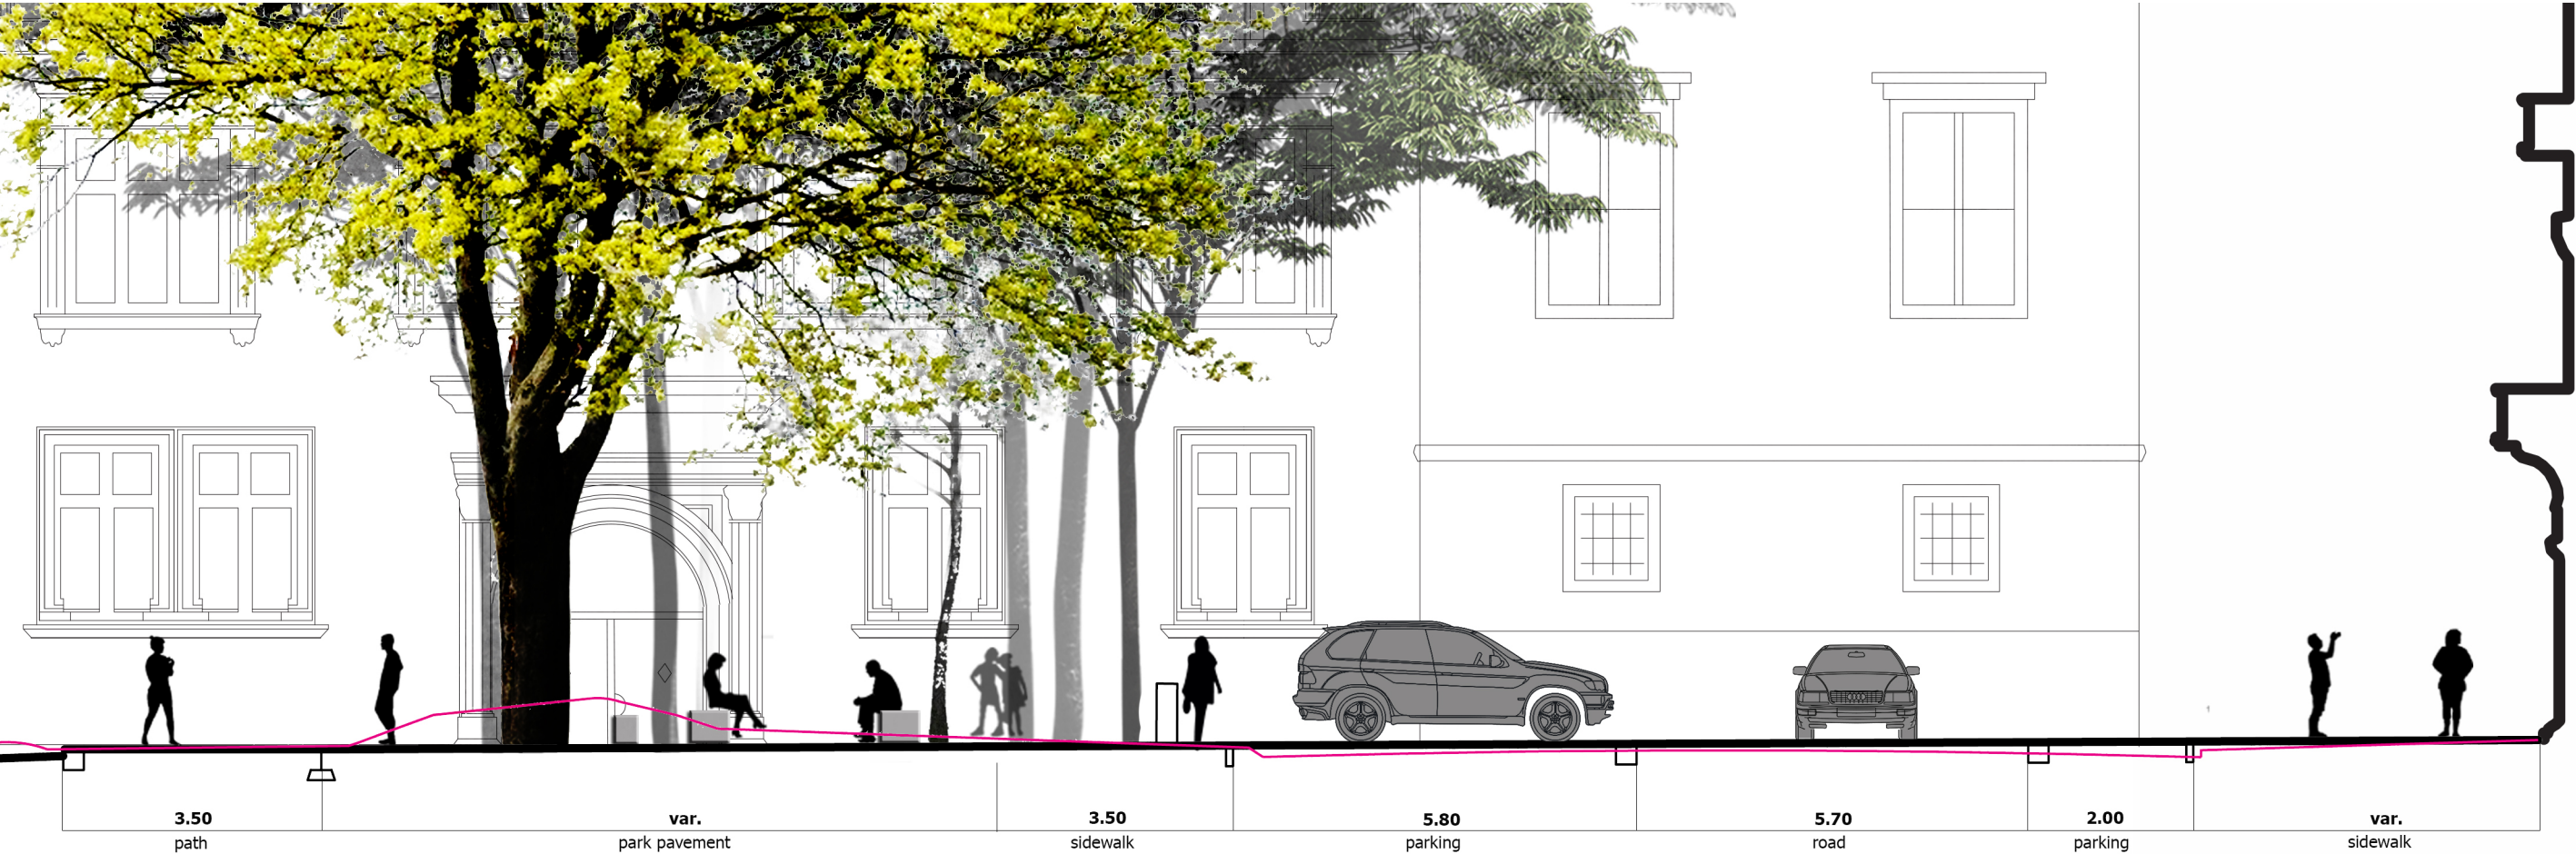 3.50 var. 3.50 5.80 5.70 2.00 var.
path park pavement sidewalk parking road parking sidewalk